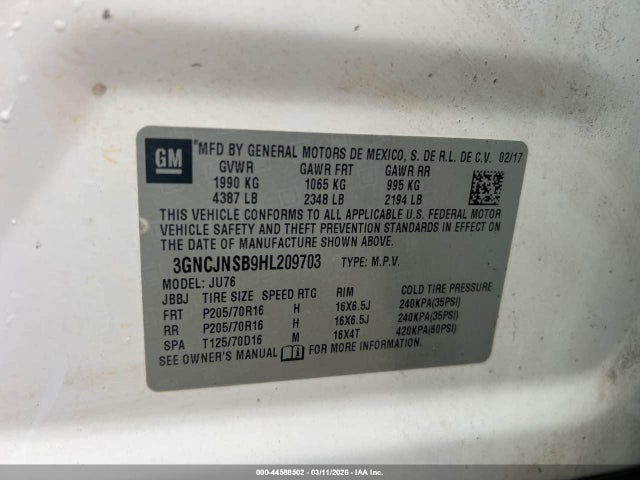 GM
*MFD BY GENERAL MOTORS DE MEXICO, S. DE R.L. DE C.V. 02/17
GVWR GAWR FRT GAWR RR
1990 KG 1065 KG 995 KG
4387 LB 2348 LB 2194 LB
THIS VEHICLE CONFORMS TO ALL APPLICABLE U.S. FEDERAL MOTOR
VEHICLE SAFETY AND THEFT PREVENTION STANDARDS IN EFFECT ON
THE DATE OF MANUFACTURE SHOWN ABOVE.
3GNCJNSB9HL209703 TYPE: M.P.V.
MODEL: JU76
JBBJ TIRE SIZE SPEED RTG RIM COLD TIRE PRESSURE
FRT P205/70R16 H 16X6.5J 240KPA(35PSI)
RR P205/70R16 H 16X6.5J 240KPA(35PSI)
SPA T125/70D16 M 16X4T 420KPA(60PSI)
SEE OWNER'S MANUAL FOR MORE INFORMATION.
000-44588502 - 03/11/2026 - IAA Inc.